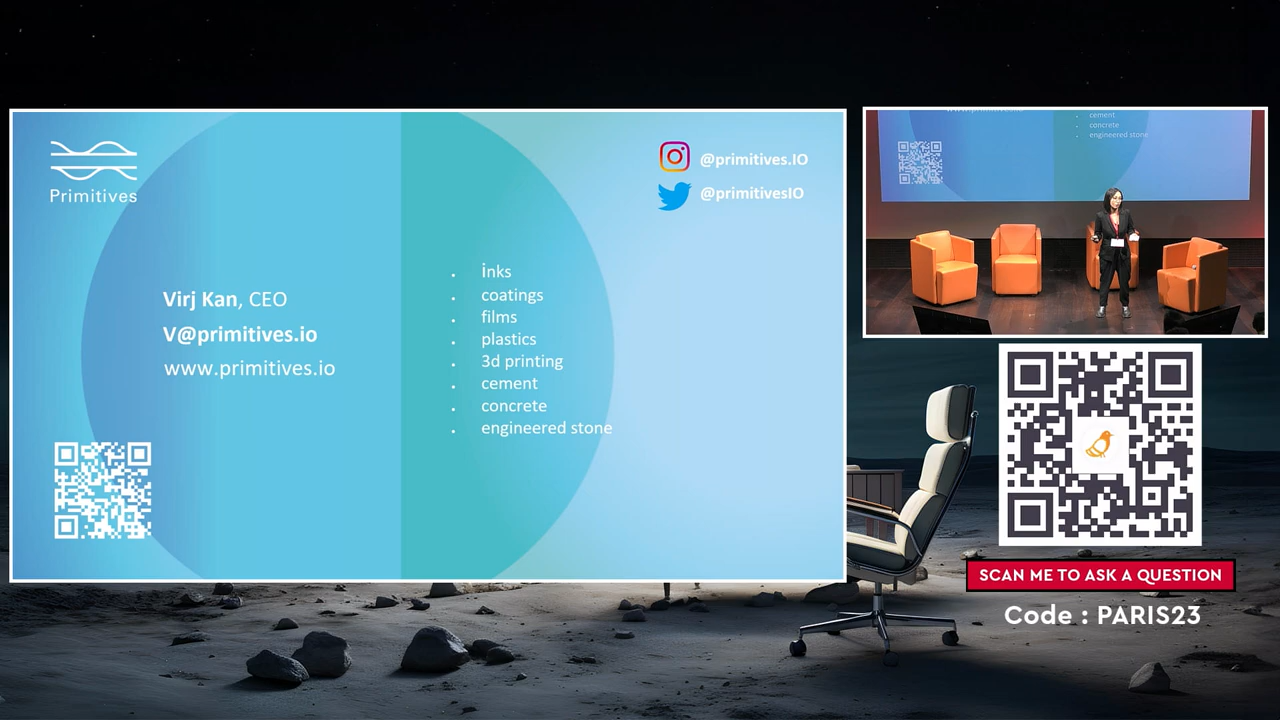 Primitives
@primitives.IO
@primitivesIO
Virj Kan, CEO
V@primitives.io
www.primitives.io
. inks
. coatings
. films
. plastics
. 3d printing
. cement
. concrete
. engineered stone
. cement
. concrete
. engineered stone
SCAN ME TO ASK A QUESTION
Code : PARIS23